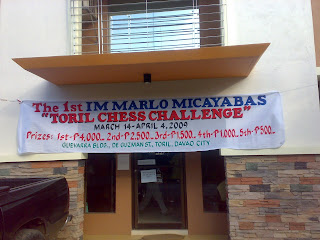 The 1st IM MARLO MICAYABAS
"TORIL CHESS CHALLENGE"
MARCH 14-APRIL 4, 2009
Prizes: 1st-P4,000.. 2nd-P2,500.. 3rd-P1,500.. 4th-P1,000.. 5th-P500..
GUEVARRA BLDG., DE GUZMAN ST., TORIL, DAVAO CITY